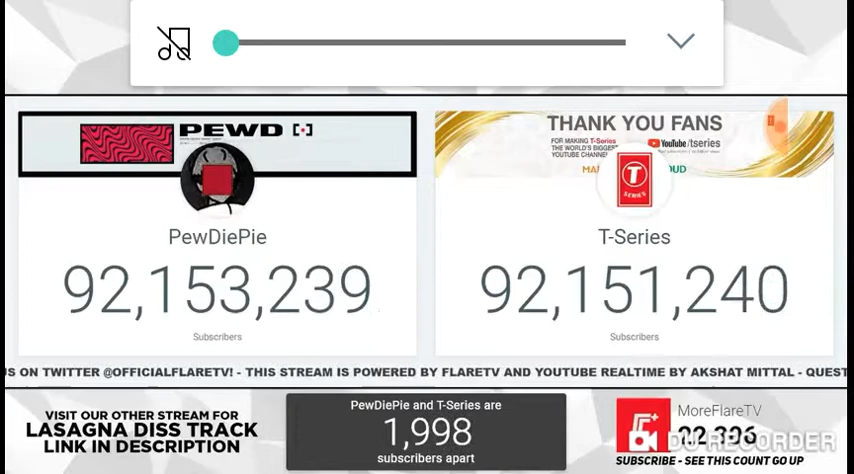 PEWD [•]
THANK YOU FANS
FOR MAKING T-Series
THE WORLD'S BIGGEST
YOUTUBE CHANNEL
YouTube /tseries
T
SERIES
PewDiePie
T-Series
92,153,239
92,151,240
Subscribers
Subscribers
US ON TWITTER @OFFICIALFLARETV! - THIS STREAM IS POWERED BY FLARETV AND YOUTUBE REALTIME BY AKSHAT MITTAL - QUEST
VISIT OUR OTHER STREAM FOR
LASAGNA DISS TRACK
LINK IN DESCRIPTION
PewDiePie and T-Series are
1,998
subscribers apart
MoreFlareTV
DU RECORDER
SUBSCRIBE - SEE THIS COUNT GO UP